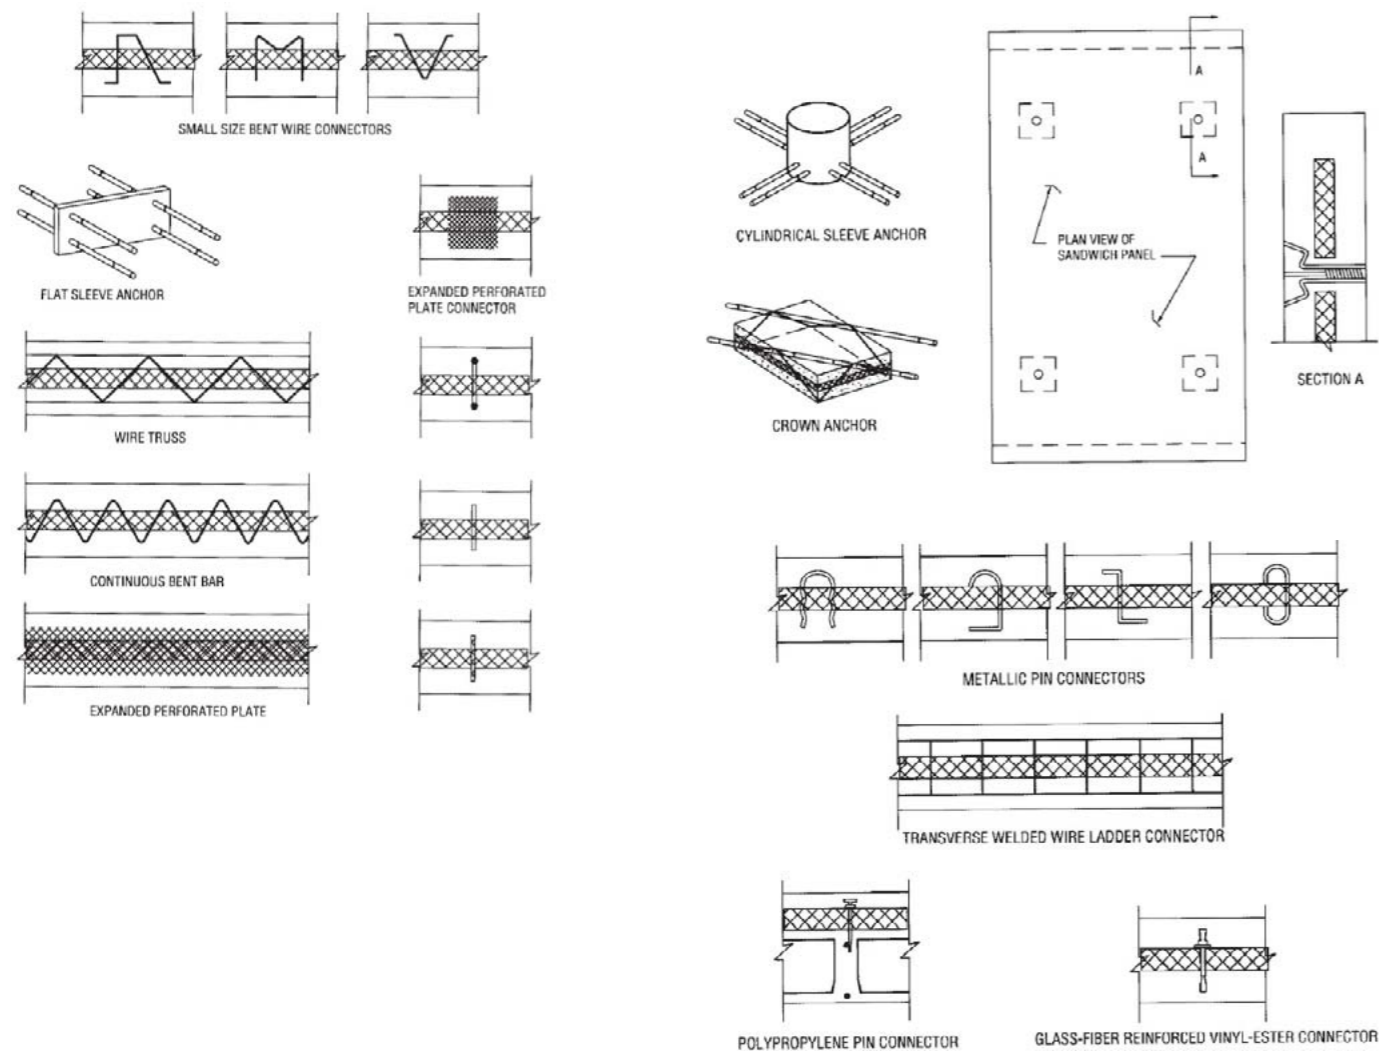 SMALL SIZE BENT WIRE CONNECTORS
FLAT SLEEVE ANCHOR
EXPANDED PERFORATED
PLATE CONNECTOR
WIRE TRUSS
CONTINUOUS BENT BAR
EXPANDED PERFORATED PLATE
CYLINDRICAL SLEEVE ANCHOR
CROWN ANCHOR
A
A
PLAN VIEW OF
SANDWICH PANEL
SECTION A
METALLIC PIN CONNECTORS
TRANSVERSE WELDED WIRE LADDER CONNECTOR
POLYPROPYLENE PIN CONNECTOR
GLASS-FIBER REINFORCED VINYL-ESTER CONNECTOR